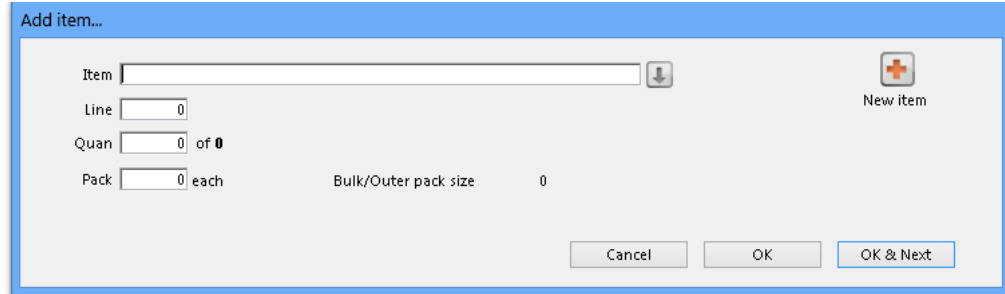 Add item...
Item
New item
Line 0
Quan 0 of 0
Pack 0 each Bulk/Outer pack size 0
Cancel OK OK & Next